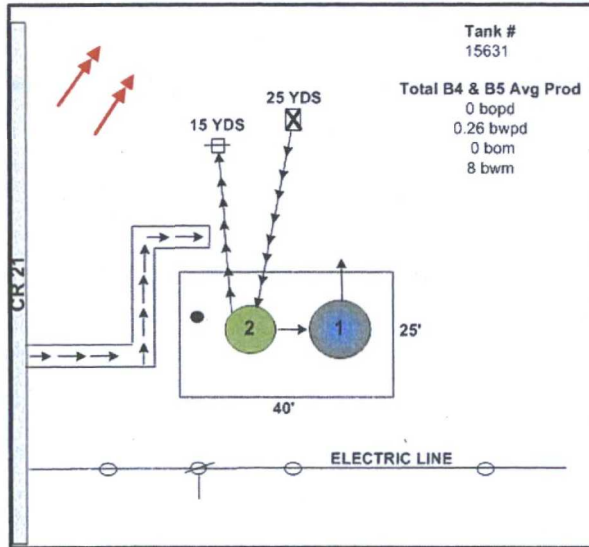 Tank #
15631
Total B4 & B5 Avg Prod
0 bopd
0.26 bwpd
0 bom
8 bwm
25 YDS
15 YDS
CR 21
2
1
25'
40'
ELECTRIC LINE